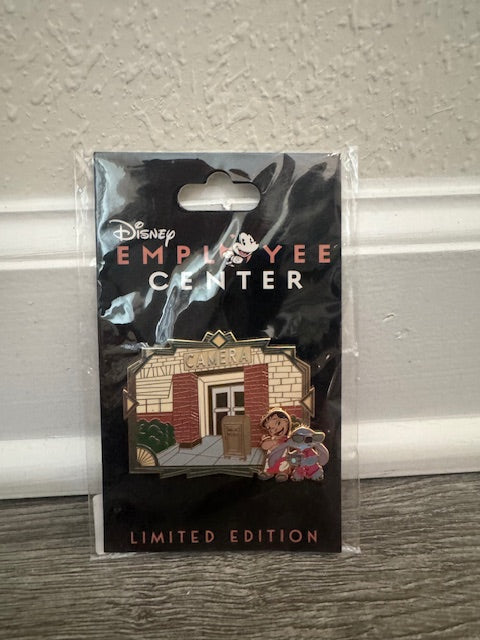 Disney
EMPLOYEE
CENTER
CAMERA
LIMITED EDITION